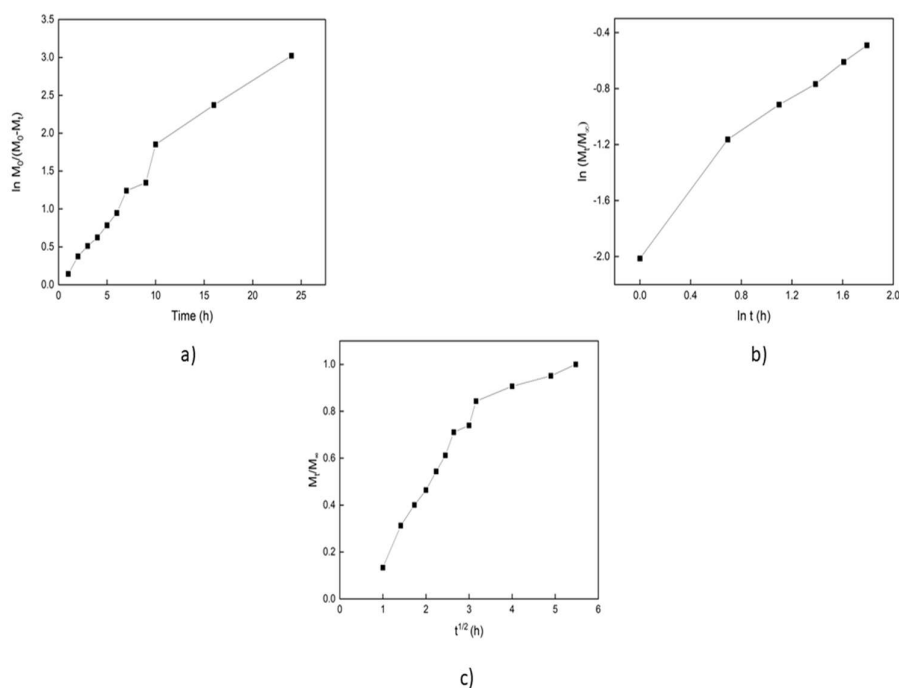 3.5
3.0
2.5
2.0
1.5
1.0
0.5
0.0
ln M₀/(M₀-Mₜ)
0 5 10 15 20 25
Time (h)
a)
-0.4
-0.8
-1.2
-1.6
-2.0
ln (Mₜ/M∞)
0.0 0.4 0.8 1.2 1.6 2.0
ln t (h)
b)
1.0
0.8
0.6
0.4
0.2
0.0
Mₜ/M∞
0 1 2 3 4 5 6
t¹/² (h)
c)